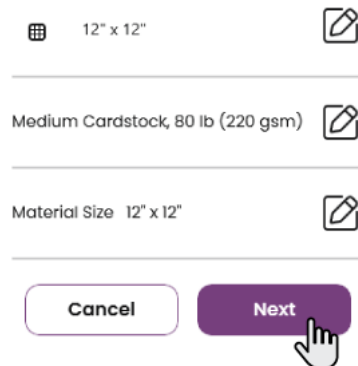 12" x 12"
Medium Cardstock, 80 lb (220 gsm)
Material Size 12" x 12"
Cancel Next